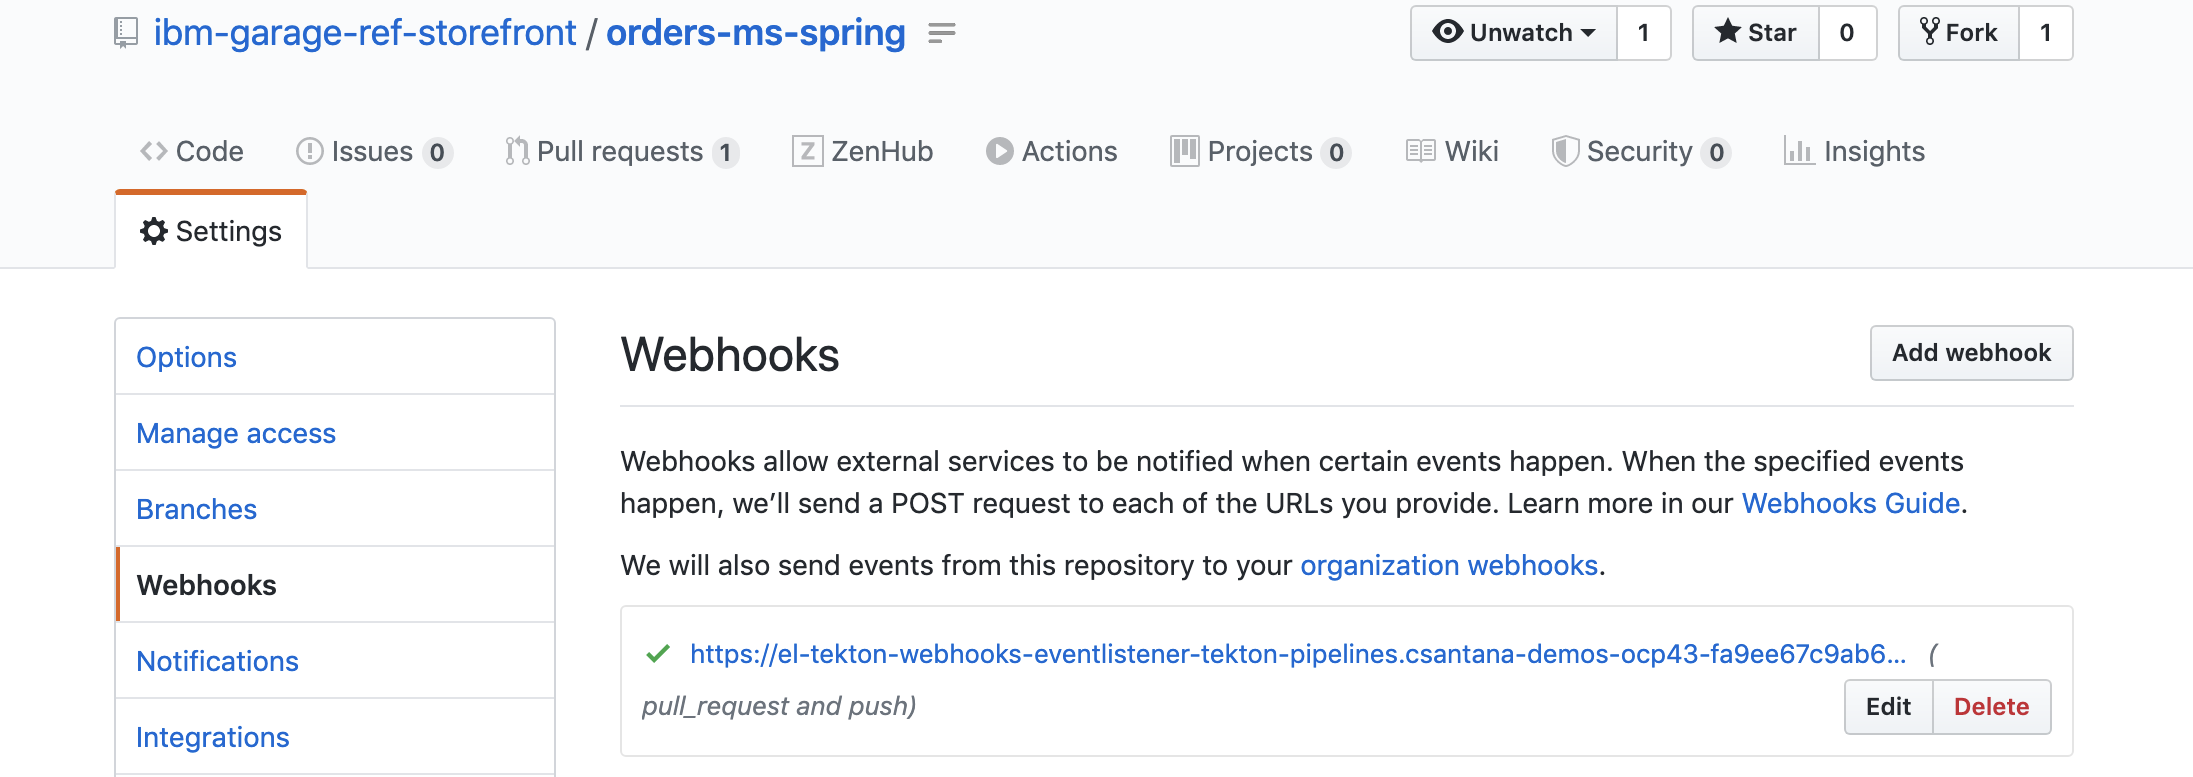 ibm-garage-ref-storefront / orders-ms-spring
Unwatch 1 Star 0 Fork 1
Code Issues 0 Pull requests 1 ZenHub Actions Projects 0 Wiki Security 0 Insights
Settings
Options
Manage access
Branches
Webhooks
Notifications
Integrations
Webhooks
Add webhook
Webhooks allow external services to be notified when certain events happen. When the specified events
happen, we’ll send a POST request to each of the URLs you provide. Learn more in our Webhooks Guide.
We will also send events from this repository to your organization webhooks.
https://el-tekton-webhooks-eventlistener-tekton-pipelines.csantana-demos-ocp43-fa9ee67c9ab6... (
pull_request and push)
Edit Delete